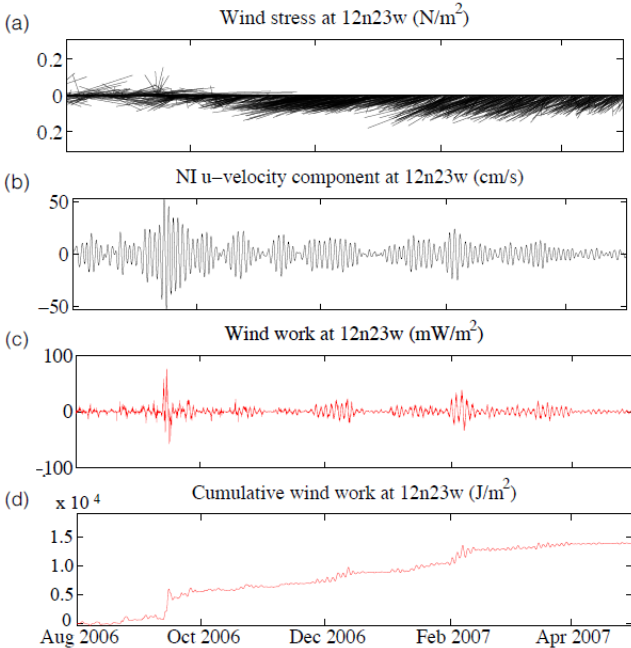 (a)
Wind stress at 12n23w (N/m²)
0.2
0
0.2
(b)
NI u−velocity component at 12n23w (cm/s)
50
0
−50
(c)
Wind work at 12n23w (mW/m²)
100
0
-100
(d)
x 10 ⁴
Cumulative wind work at 12n23w (J/m²)
1.5
1.0
0.5
0
Aug 2006 Oct 2006 Dec 2006 Feb 2007 Apr 2007